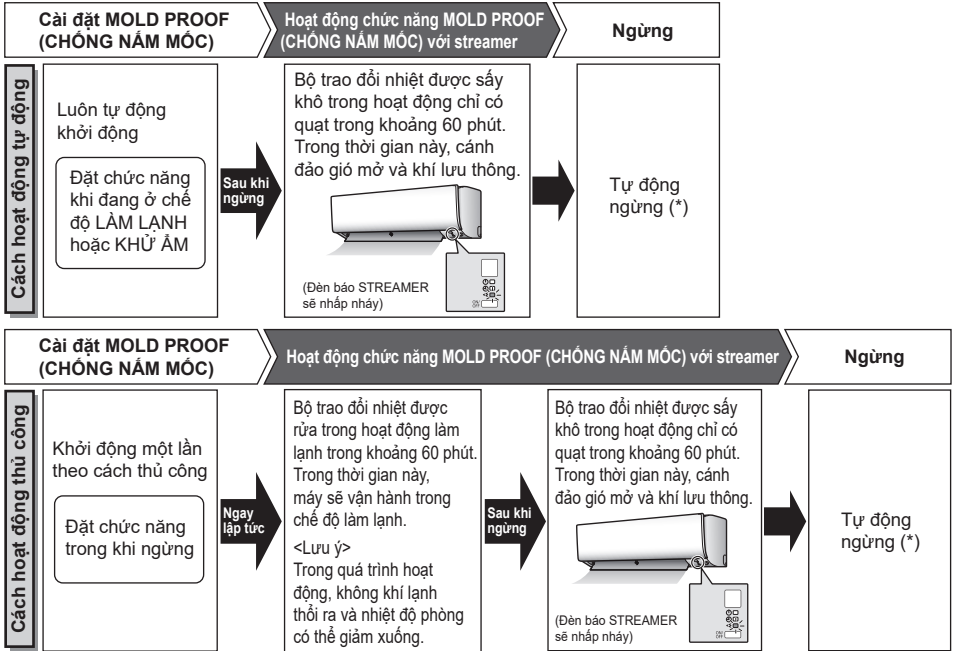 Cài đặt MOLD PROOF
(CHỐNG NẤM MỐC)
Hoạt động chức năng MOLD PROOF
(CHỐNG NẤM MỐC) với streamer
Ngừng
Cách hoạt động tự động
Luôn tự động
khởi động
Đặt chức năng
khi đang ở chế
độ LÀM LẠNH
hoặc KHỬ ẨM
Sau khi
ngừng
Bộ trao đổi nhiệt được sấy
khô trong hoạt động chỉ có
quạt trong khoảng 60 phút.
Trong thời gian này, cánh
đảo gió mở và khí lưu thông.
(Đèn báo STREAMER
sẽ nhấp nháy)
ON
OFF
Tự động
ngừng (*)
Cài đặt MOLD PROOF
(CHỐNG NẤM MỐC)
Hoạt động chức năng MOLD PROOF (CHỐNG NẤM MỐC) với streamer
Ngừng
Cách hoạt động thủ công
Khởi động một lần
theo cách thủ công
Đặt chức năng
trong khi ngừng
Ngay
lập tức
Bộ trao đổi nhiệt được
rửa trong hoạt động làm
lạnh trong khoảng 60 phút.
Trong thời gian này,
máy sẽ vận hành trong
chế độ làm lạnh.
<Lưu ý>
Trong quá trình hoạt
động, không khí lạnh
thổi ra và nhiệt độ phòng
có thể giảm xuống.
Sau khi
ngừng
Bộ trao đổi nhiệt được sấy
khô trong hoạt động chỉ có
quạt trong khoảng 60 phút.
Trong thời gian này, cánh
đảo gió mở và khí lưu thông.
(Đèn báo STREAMER
sẽ nhấp nháy)
ON
OFF
Tự động
ngừng (*)